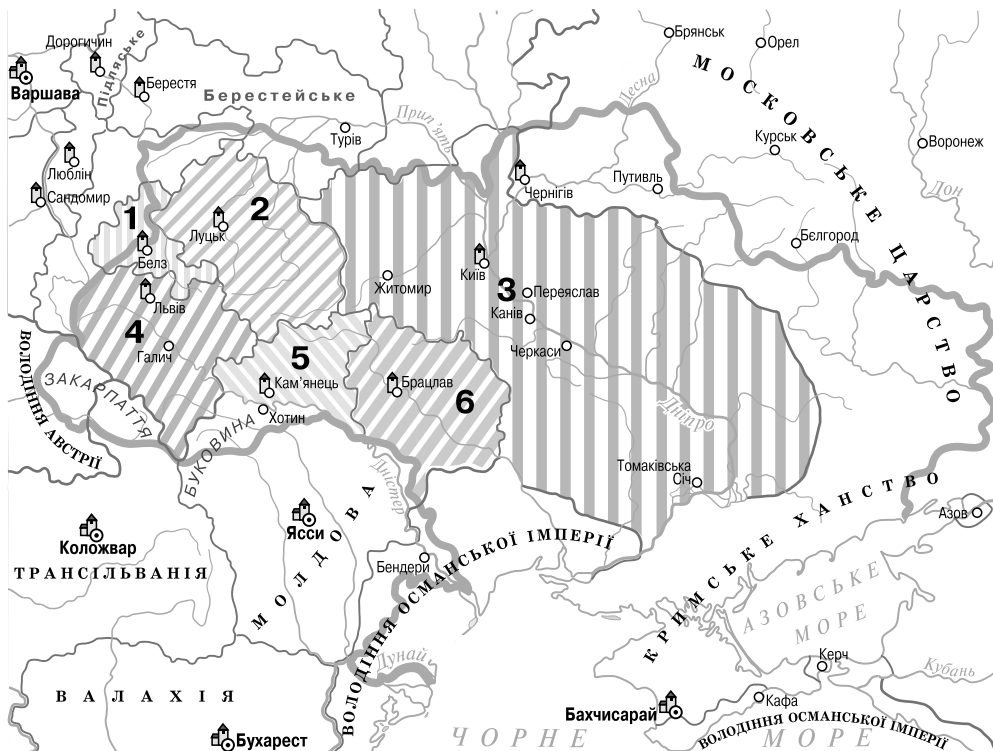 Дорогичин
Підляське
Брянськ
Орел
Варшава
Берестя
Берестейське
МОСКОВСЬКЕ ЦАРСТВО
Десна
Прип'ять
Турів
Курськ
Воронеж
Люблін
Сандомир
Чернігів
Путивль
Дон
1
2
Луцьк
Белз
Бєлгород
Київ
Житомир
3
Переяслав
Канів
Львів
4
Галич
Черкаси
5
Кам'янець
Брацлав
6
ВОЛОДІННЯ АВСТРІЇ
ЗАКАРПАТТЯ
Хотин
БУКОВИНА
Дніпро
Томаківська
Січ
Дністер
КРИМСЬКЕ ХАНСТВО
Азов
Коложвар
Ясси
МОЛДОВА
ТРАНСІЛЬВАНІЯ
Бендери
ВОЛОДІННЯ ОСМАНСЬКОЇ ІМПЕРІЇ
АЗОВСЬКЕ
МОРЕ
Керч
Кубань
Дунай
ВАЛАХІЯ
Кафа
Бахчисарай
ВОЛОДІННЯ ОСМАНСЬКОЇ ІМПЕРІЇ
Бухарест
ЧОРНЕ МОРЕ